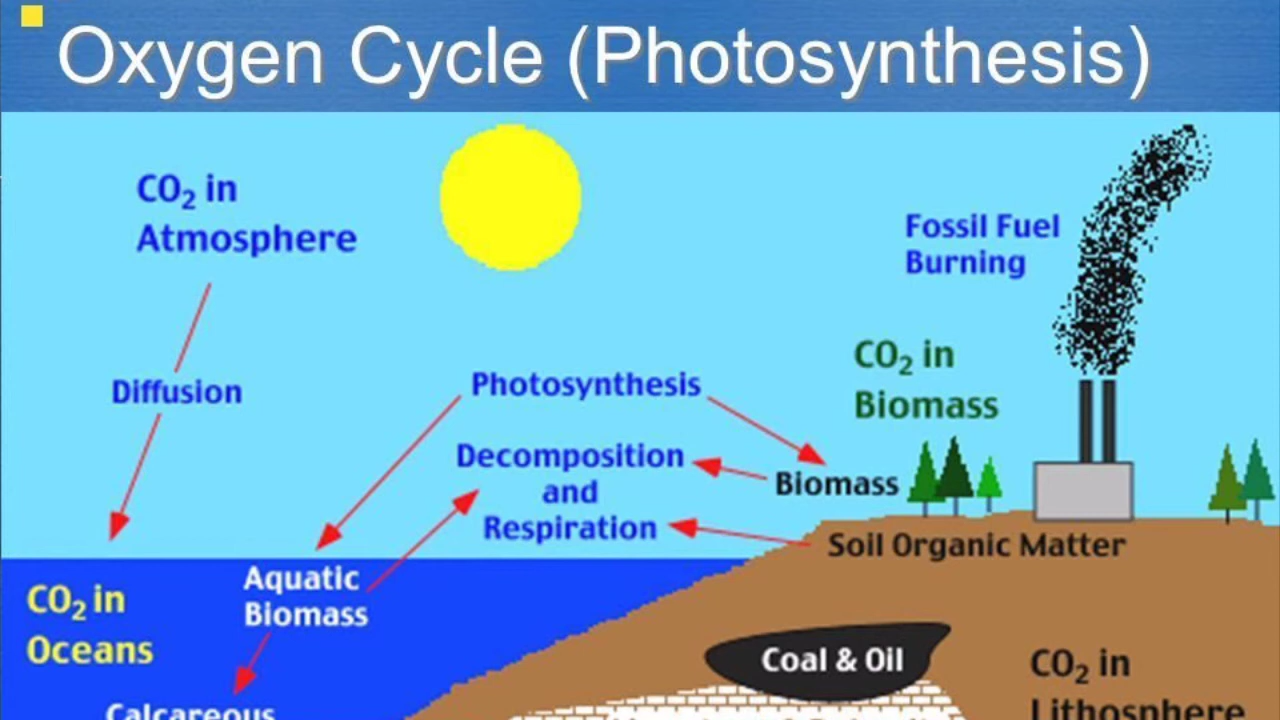 Oxygen Cycle (Photosynthesis)
CO₂ in
Atmosphere
Fossil Fuel
Burning
Diffusion
Photosynthesis
CO₂ in
Biomass
Decomposition
and
Respiration
Biomass
Soil Organic Matter
CO₂ in
Oceans
Aquatic
Biomass
Calcareous
Coal & Oil
CO₂ in
Lithosphere